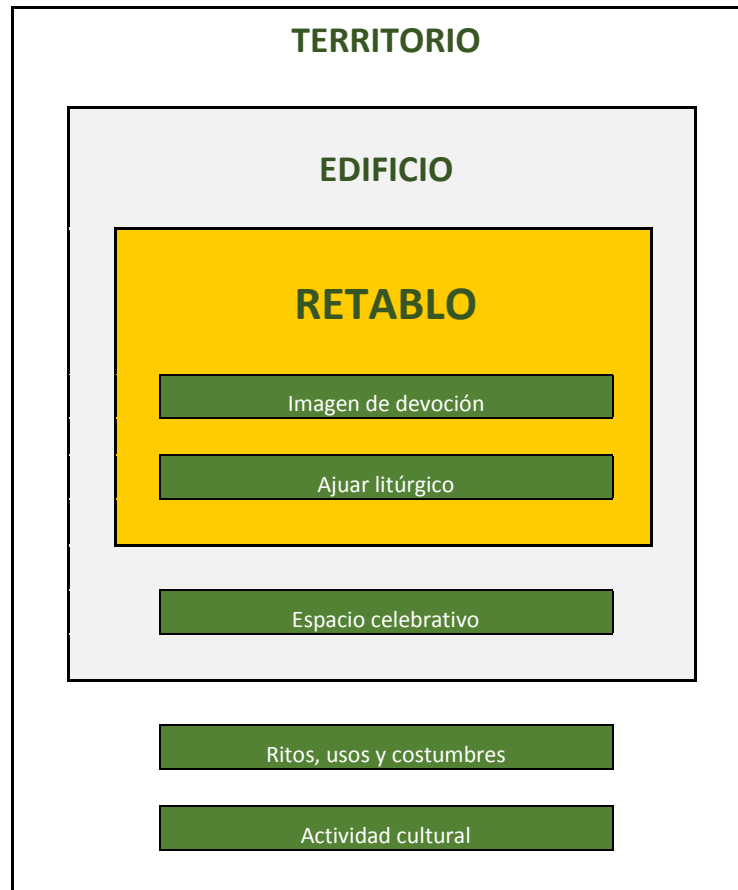 TERRITORIO
EDIFICIO
RETABLO
Imagen de devoción
Ajuar litúrgico
Espacio celebrativo
Ritos, usos y costumbres
Actividad cultural